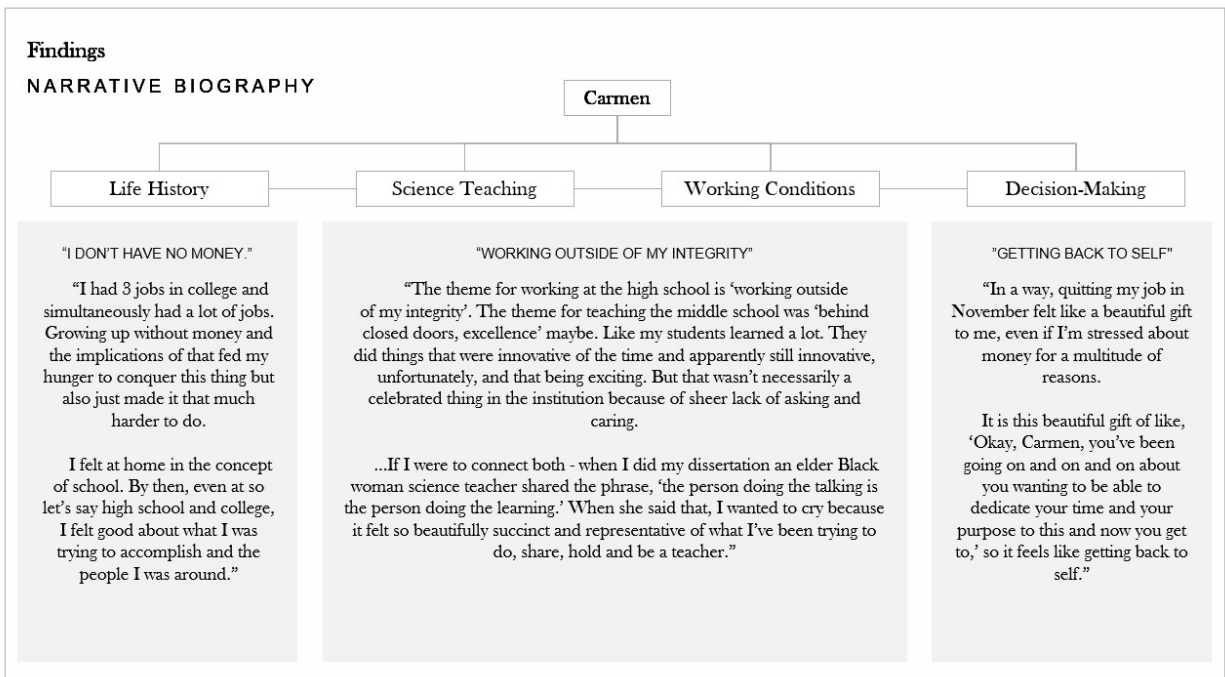 Findings
NARRATIVE BIOGRAPHY
Carmen
Life History
Science Teaching
Working Conditions
Decision-Making
“I DON’T HAVE NO MONEY.”
“I had 3 jobs in college and
simultaneously had a lot of jobs.
Growing up without money and
the implications of that fed my
hunger to conquer this thing but
also just made it that much
harder to do.
I felt at home in the concept
of school. By then, even at so
let’s say high school and college,
I felt good about what I was
trying to accomplish and the
people I was around.”
“WORKING OUTSIDE OF MY INTEGRITY”
“The theme for working at the high school is ‘working outside
of my integrity’. The theme for teaching the middle school was ‘behind
closed doors, excellence’ maybe. Like my students learned a lot. They
did things that were innovative of the time and apparently still innovative,
unfortunately, and that being exciting. But that wasn’t necessarily a
celebrated thing in the institution because of sheer lack of asking and
caring.
...If I were to connect both - when I did my dissertation an elder Black
woman science teacher shared the phrase, ‘the person doing the talking is
the person doing the learning.’ When she said that, I wanted to cry because
it felt so beautifully succinct and representative of what I’ve been trying to
do, share, hold and be a teacher.”
”GETTING BACK TO SELF"
“In a way, quitting my job in
November felt like a beautiful gift
to me, even if I’m stressed about
money for a multitude of
reasons.
It is this beautiful gift of like,
‘Okay, Carmen, you’ve been
going on and on and on about
you wanting to be able to
dedicate your time and your
purpose to this and now you get
to,’ so it feels like getting back to
self.”